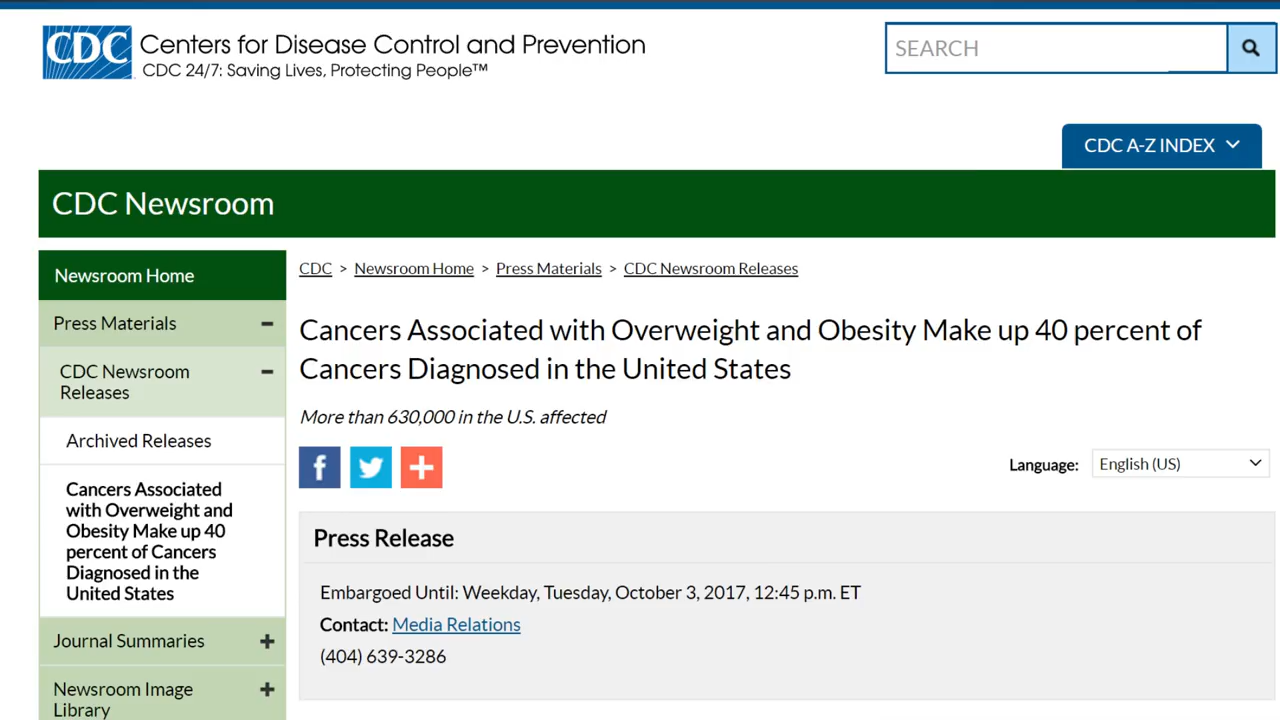 CDC
Centers for Disease Control and Prevention
CDC 24/7: Saving Lives, Protecting People™
SEARCH
CDC A-Z INDEX
CDC Newsroom
Newsroom Home
Press Materials
CDC Newsroom
Releases
Archived Releases
Cancers Associated
with Overweight and
Obesity Make up 40
percent of Cancers
Diagnosed in the
United States
Journal Summaries
Newsroom Image
Library
CDC > Newsroom Home > Press Materials > CDC Newsroom Releases
Cancers Associated with Overweight and Obesity Make up 40 percent of
Cancers Diagnosed in the United States
More than 630,000 in the U.S. affected
Language: English (US)
Press Release
Embargoed Until: Weekday, Tuesday, October 3, 2017, 12:45 p.m. ET
Contact: Media Relations
(404) 639-3286